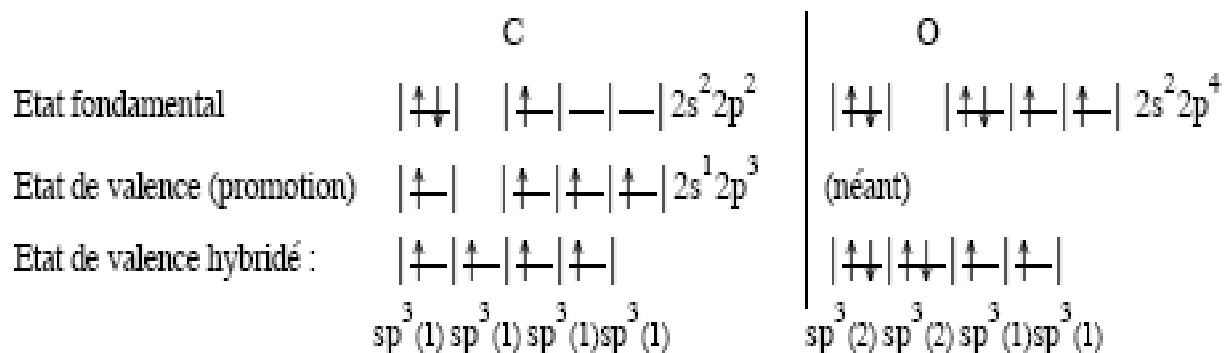 C O
Etat fondamental 2s²2p² 2s²2p⁴
Etat de valence (promotion) 2s¹2p³ (néant)
Etat de valence hybridé :
sp³(1) sp³(1) sp³(1)sp³(1) sp³(2) sp³(2) sp³(1)sp³(1)